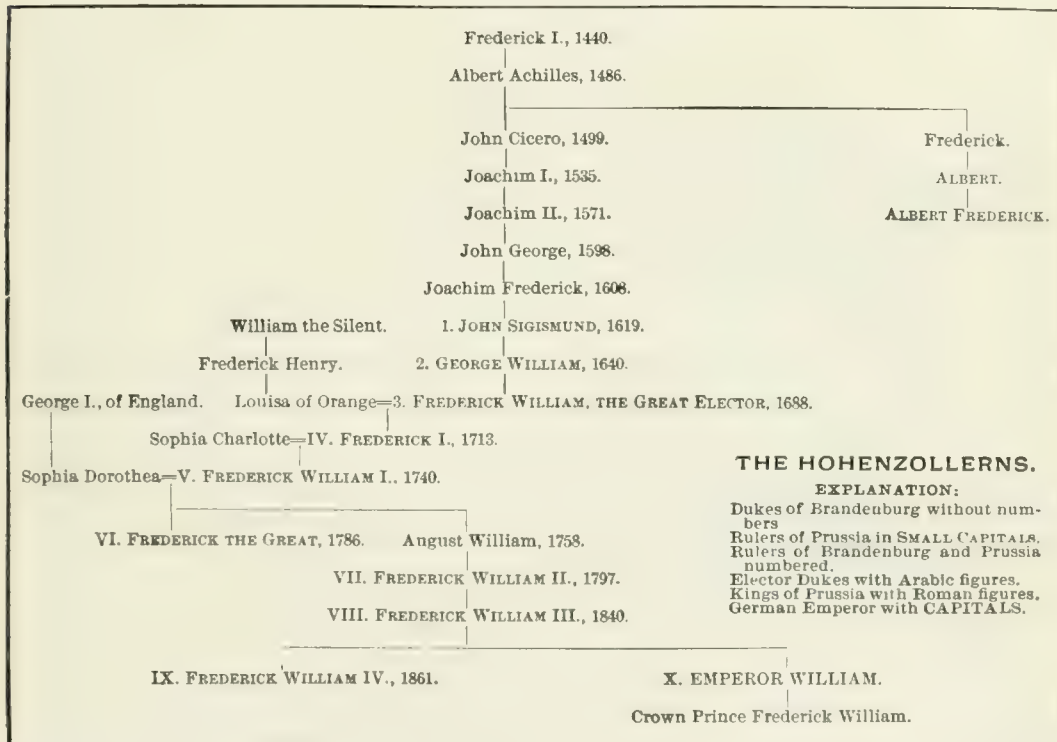 Frederick I., 1440.
Albert Achilles, 1486.
John Cicero, 1499.
Frederick.
Joachim I., 1535.
ALBERT.
Joachim II., 1571.
ALBERT FREDERICK.
John George, 1598.
Joachim Frederick, 1608.
William the Silent.
1. JOHN SIGISMUND, 1619.
Frederick Henry.
2. GEORGE WILLIAM, 1640.
George I., of England.
Louisa of Orange=3. FREDERICK WILLIAM, THE GREAT ELECTOR, 1688.
Sophia Charlotte=IV. FREDERICK I., 1713.
Sophia Dorothea=V. FREDERICK WILLIAM I., 1740.
VI. FREDERICK THE GREAT, 1786.
August William, 1758.
VII. FREDERICK WILLIAM II., 1797.
VIII. FREDERICK WILLIAM III., 1840.
IX. FREDERICK WILLIAM IV., 1861.
X. EMPEROR WILLIAM.
Crown Prince Frederick William.
THE HOHENZOLLERNS.
EXPLANATION:
Dukes of Brandenburg without num-
bers
Rulers of Prussia in SMALL CAPITALS.
Rulers of Brandenburg and Prussia
numbered.
Elector Dukes with Arabic figures.
Kings of Prussia with Roman figures.
German Emperor with CAPITALS.